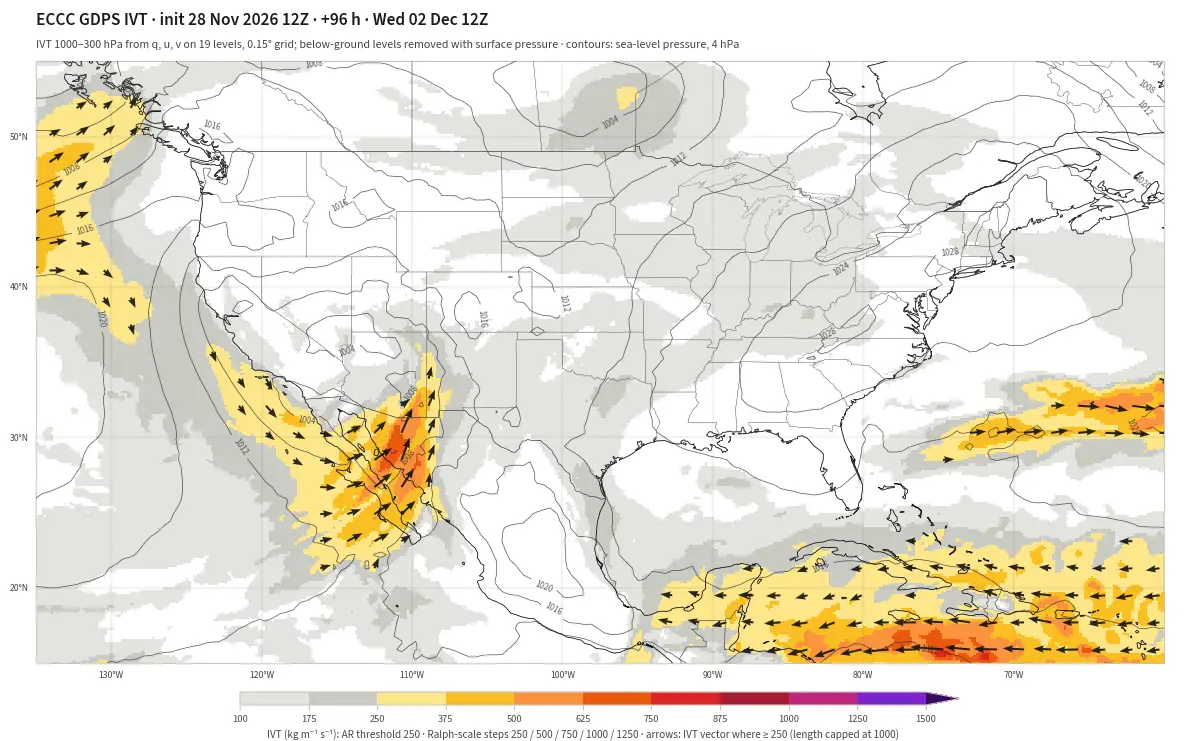 ECCC GDPS IVT · init 28 Nov 2026 12Z · +96 h · Wed 02 Dec 12Z
IVT 1000–300 hPa from q, u, v on 19 levels, 0.15° grid; below-ground levels removed with surface pressure · contours: sea-level pressure, 4 hPa
1008
1008
1012
1004
1016
1012
50°N
1008
1016
1020
1016
1024
1028
40°N
1020
1016
1012
1028
1004
1008
1004
30°N
1012
1008
20°N
1020
1016
130°W
120°W
110°W
100°W
90°W
80°W
70°W
100
175
250
375
500
625
750
875
1000
1250
1500
IVT (kg m⁻¹ s⁻¹): AR threshold 250 · Ralph-scale steps 250 / 500 / 750 / 1000 / 1250 · arrows: IVT vector where ≥ 250 (length capped at 1000)